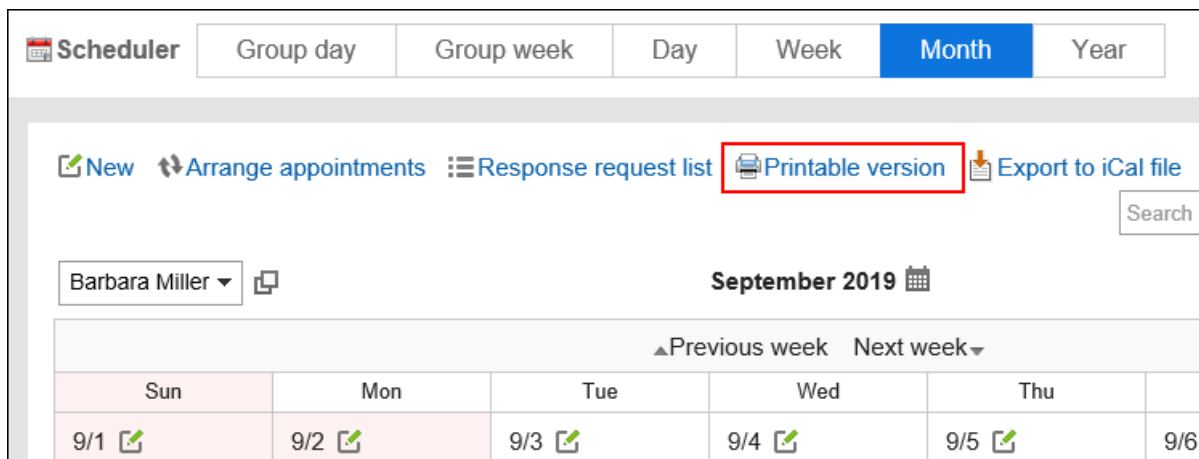 Scheduler Group day Group week Day Week Month Year
New Arrange appointments Response request list Printable version Export to iCal file
Search
Barbara Miller September 2019
Previous week Next week
Sun Mon Tue Wed Thu
9/1 9/2 9/3 9/4 9/5 9/6